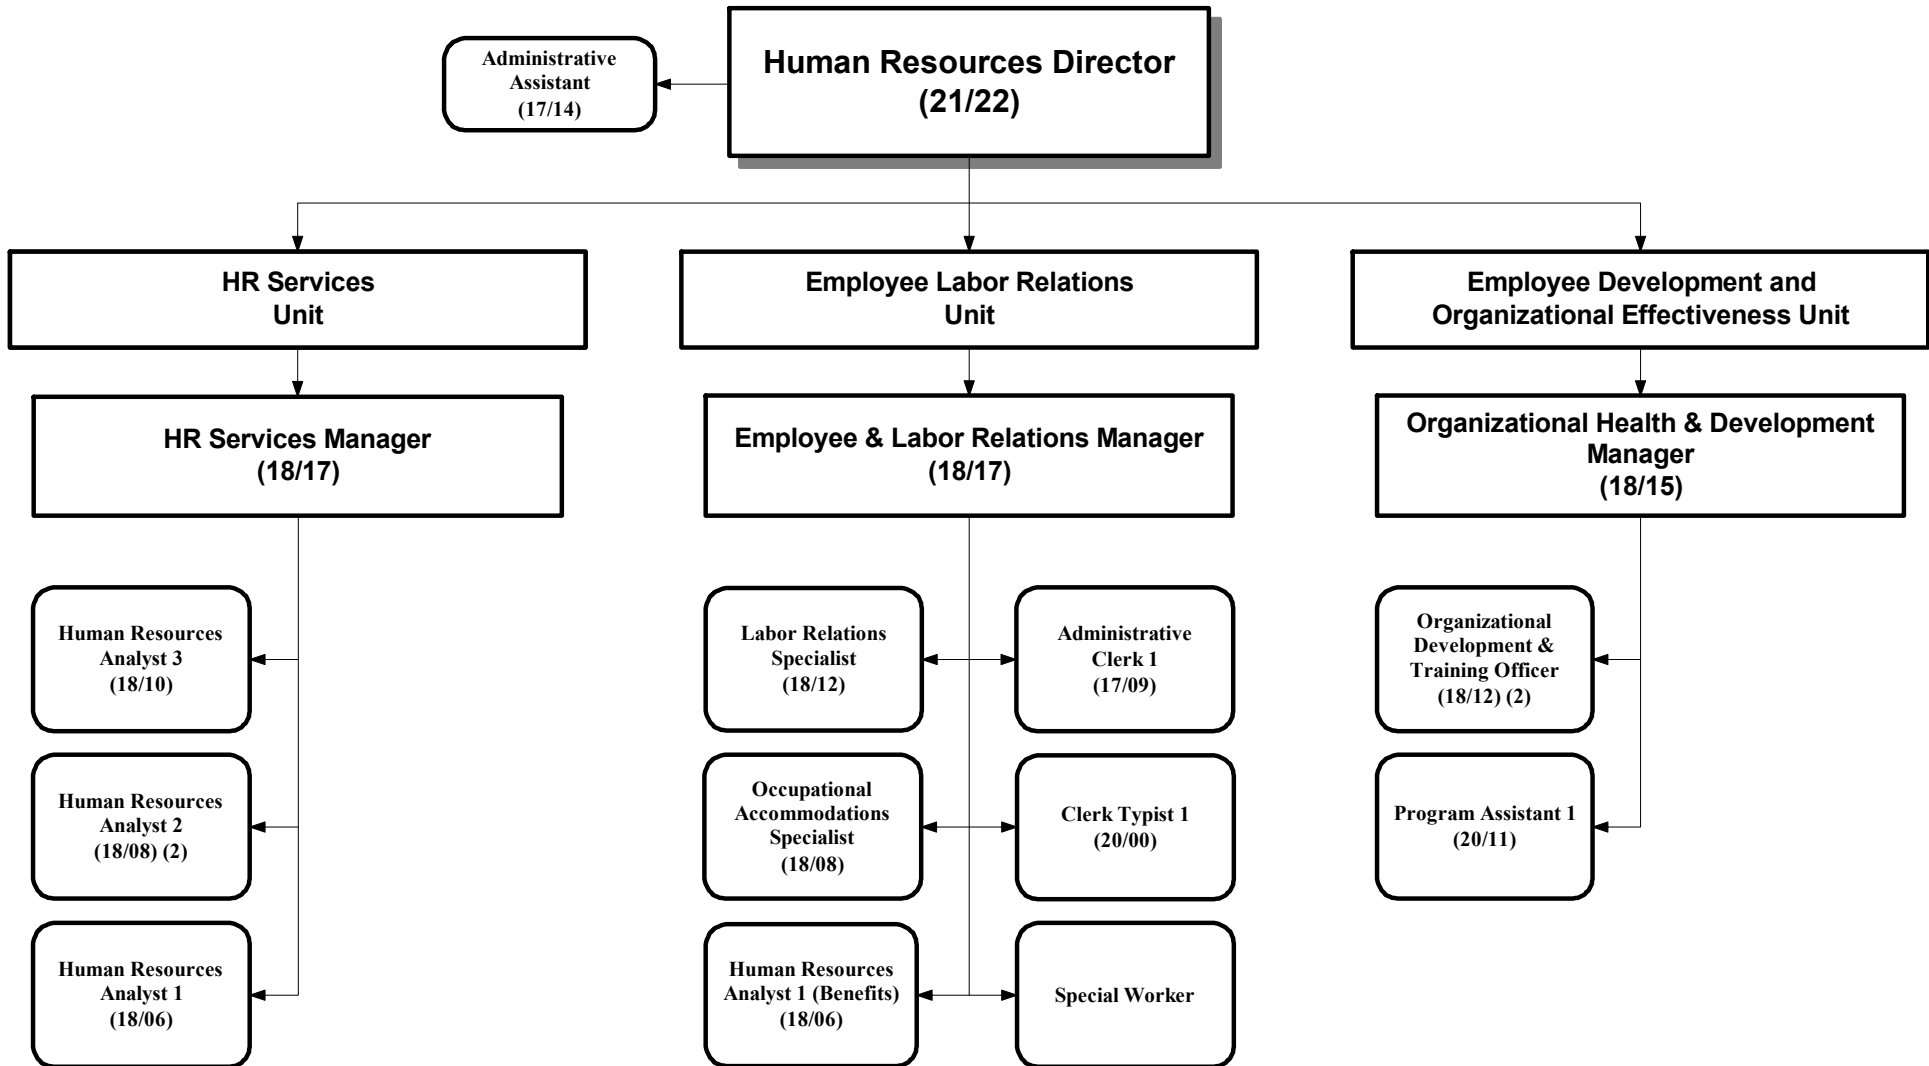 Administrative
Assistant
(17/14)
Human Resources Director
(21/22)
HR Services
Unit
Employee Labor Relations
Unit
Employee Development and
Organizational Effectiveness Unit
HR Services Manager
(18/17)
Employee & Labor Relations Manager
(18/17)
Organizational Health & Development
Manager
(18/15)
Human Resources
Analyst 3
(18/10)
Labor Relations
Specialist
(18/12)
Administrative
Clerk 1
(17/09)
Organizational
Development &
Training Officer
(18/12) (2)
Human Resources
Analyst 2
(18/08) (2)
Occupational
Accommodations
Specialist
(18/08)
Clerk Typist 1
(20/00)
Program Assistant 1
(20/11)
Human Resources
Analyst 1
(18/06)
Human Resources
Analyst 1 (Benefits)
(18/06)
Special Worker